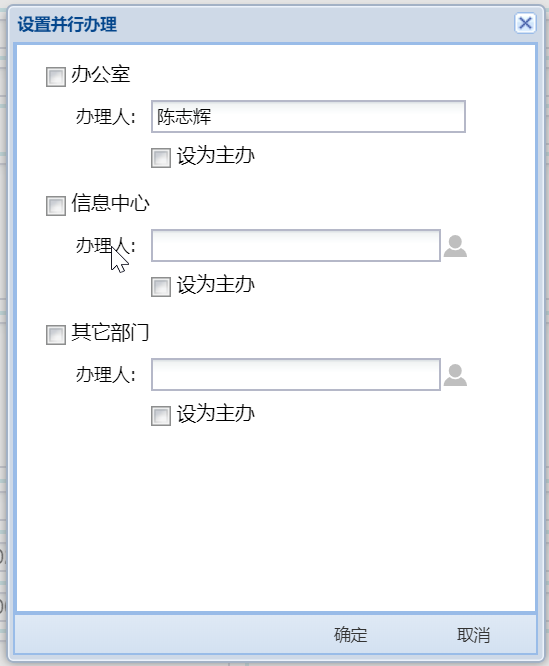 设置并行办理
办公室
办理人: 陈志辉
设为主办
信息中心
办理人:
设为主办
其它部门
办理人:
设为主办
确定 取消